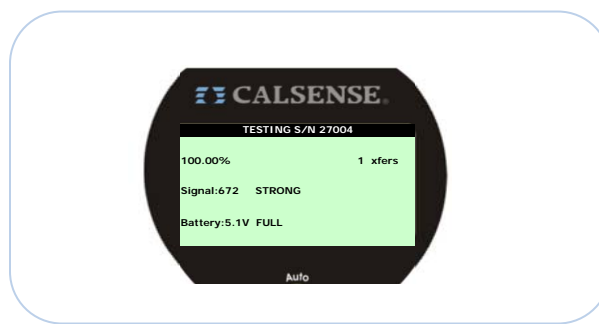 CALSENSE®
TESTING S/N 27004
100.00% 1 xfers
Signal:672 STRONG
Battery:5.1V FULL
Auto